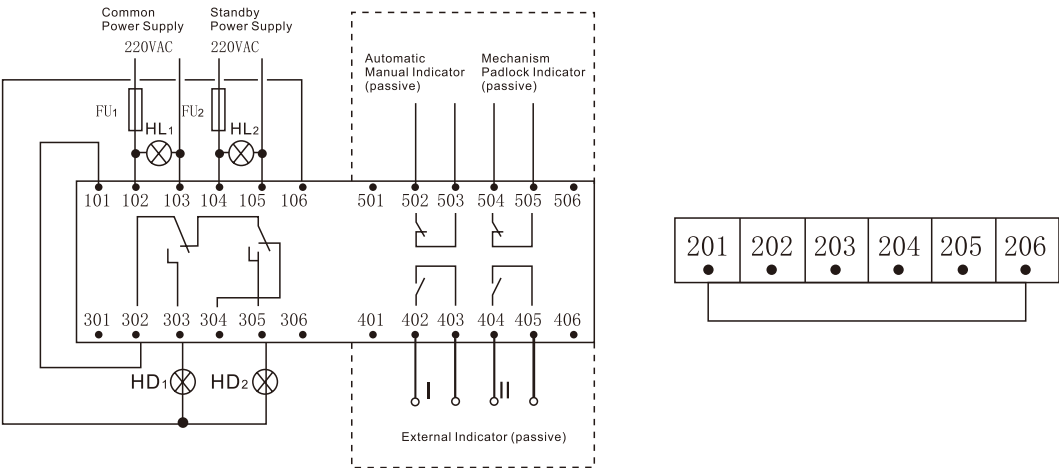 Common
Power Supply
220VAC
Standby
Power Supply
220VAC
FU1
FU2
HL1
HL2
Automatic
Manual Indicator
(passive)
Mechanism
Padlock Indicator
(passive)
101 102 103 104 105 106
501 502 503 504 505 506
301 302 303 304 305 306
401 402 403 404 405 406
HD1
HD2
I
II
External Indicator (passive)
201 202 203 204 205 206